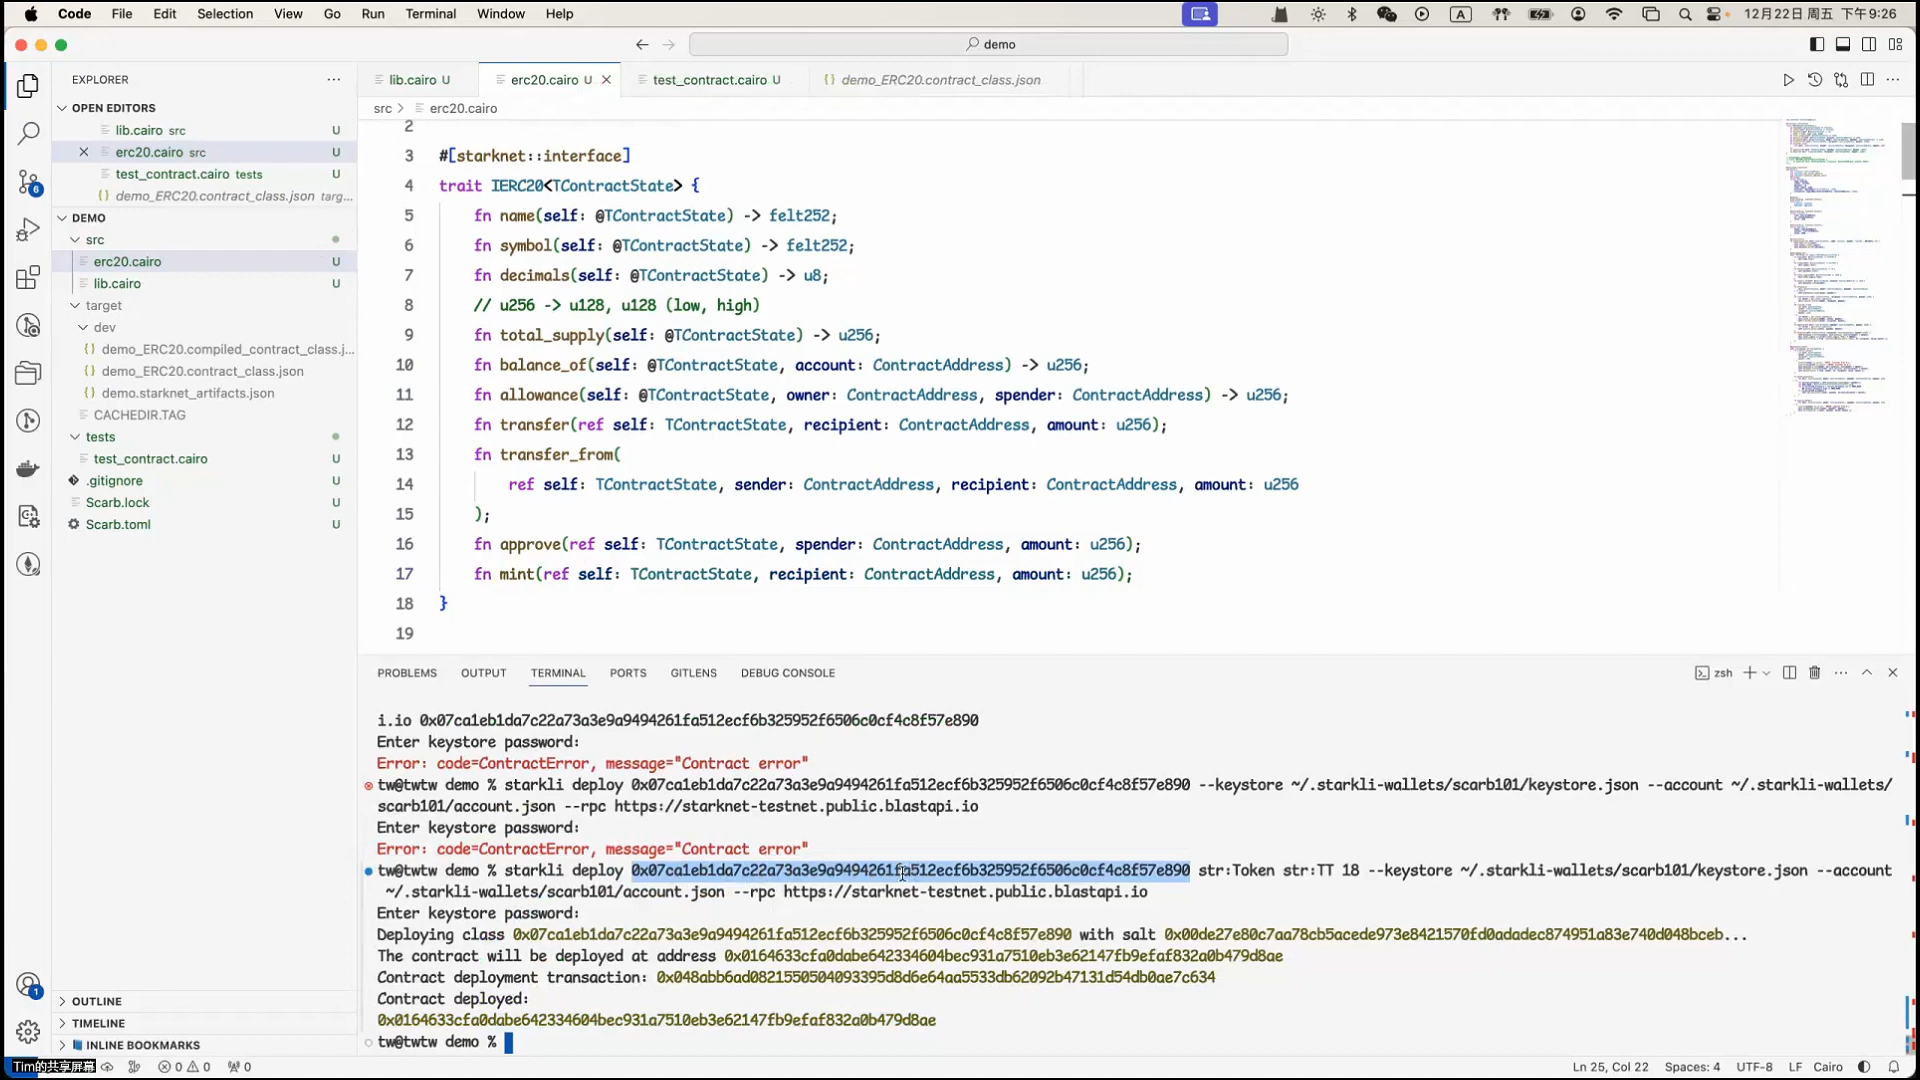 Code File Edit Selection View Go Run Terminal Window Help
A 12月22日 周五 下午9:26
demo
EXPLORER
OPEN EDITORS
lib.cairo src U
erc20.cairo src U
test_contract.cairo tests U
demo_ERC20.contract_class.json targ...
DEMO
src
erc20.cairo U
lib.cairo U
target
dev
demo_ERC20.compiled_contract_class.j...
demo_ERC20.contract_class.json
demo.starknet_artifacts.json
CACHEDIR.TAG
tests
test_contract.cairo U
.gitignore U
Scarb.lock U
Scarb.toml U
OUTLINE
TIMELINE
INLINE BOOKMARKS
6
1
lib.cairo U erc20.cairo U test_contract.cairo U demo_ERC20.contract_class.json
src > erc20.cairo
2
3 #[starknet::interface]
4 trait IERC20<TContractState> {
5 fn name(self: @TContractState) -> felt252;
6 fn symbol(self: @TContractState) -> felt252;
7 fn decimals(self: @TContractState) -> u8;
8 // u256 -> u128, u128 (low, high)
9 fn total_supply(self: @TContractState) -> u256;
10 fn balance_of(self: @TContractState, account: ContractAddress) -> u256;
11 fn allowance(self: @TContractState, owner: ContractAddress, spender: ContractAddress) -> u256;
12 fn transfer(ref self: TContractState, recipient: ContractAddress, amount: u256);
13 fn transfer_from(
14 ref self: TContractState, sender: ContractAddress, recipient: ContractAddress, amount: u256
15 );
16 fn approve(ref self: TContractState, spender: ContractAddress, amount: u256);
17 fn mint(ref self: TContractState, recipient: ContractAddress, amount: u256);
18 }
19
PROBLEMS OUTPUT TERMINAL PORTS GITLENS DEBUG CONSOLE zsh
i.io 0x07ca1eb1da7c22a73a3e9a9494261fa512ecf6b325952f6506c0cf4c8f57e890
Enter keystore password:
Error: code=ContractError, message="Contract error"
tw@twtw demo % starkli deploy 0x07ca1eb1da7c22a73a3e9a9494261fa512ecf6b325952f6506c0cf4c8f57e890 --keystore ~/.starkli-wallets/scarb101/keystore.json --account ~/.starkli-wallets/
scarb101/account.json --rpc https://starknet-testnet.public.blastapi.io
Enter keystore password:
Error: code=ContractError, message="Contract error"
tw@twtw demo % starkli deploy 0x07ca1eb1da7c22a73a3e9a9494261fa512ecf6b325952f6506c0cf4c8f57e890 str:Token str:TT 18 --keystore ~/.starkli-wallets/scarb101/keystore.json --account
~/.starkli-wallets/scarb101/account.json --rpc https://starknet-testnet.public.blastapi.io
Enter keystore password:
Deploying class 0x07ca1eb1da7c22a73a3e9a9494261fa512ecf6b325952f6506c0cf4c8f57e890 with salt 0x00de27e80c7aa78cb5acede973e8421570fd0adadec874951a83e740d048bceb...
The contract will be deployed at address 0x0164633cfa0dabe642334604bec931a7510eb3e62147fb9efaf832a0b479d8ae
Contract deployment transaction: 0x048abb6ad0821550504093395d8d6e64aa5533db62092b47131d54db0ae7c634
Contract deployed:
0x0164633cfa0dabe642334604bec931a7510eb3e62147fb9efaf832a0b479d8ae
tw@twtw demo %
Tim的共享屏幕 0 0 0 Ln 25, Col 22 Spaces: 4 UTF-8 LF Cairo